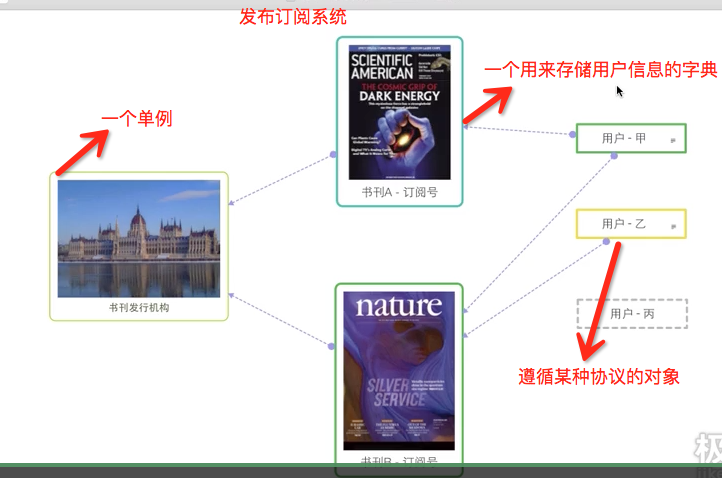 发布订阅系统
一个用来存储用户信息的字典
一个单例
SCIENTIFIC
AMERICAN
THE COSMIC GRIP OF
DARK ENERGY
用户 - 甲
书刊A - 订阅号
用户 - 乙
书刊发行机构
nature
用户 - 丙
SILVER
SERVICE
遵循某种协议的对象
书刊B - 订阅号
极